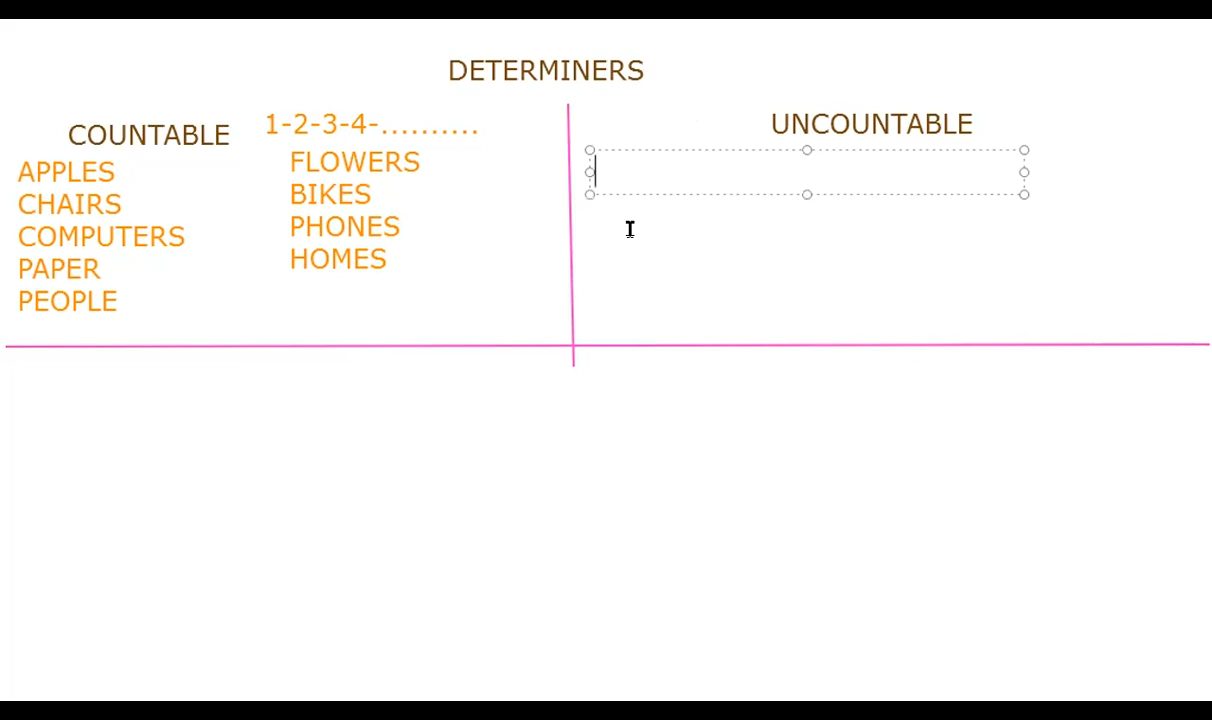 DETERMINERS
COUNTABLE
1-2-3-4-..........
APPLES
CHAIRS
COMPUTERS
PAPER
PEOPLE
FLOWERS
BIKES
PHONES
HOMES
UNCOUNTABLE